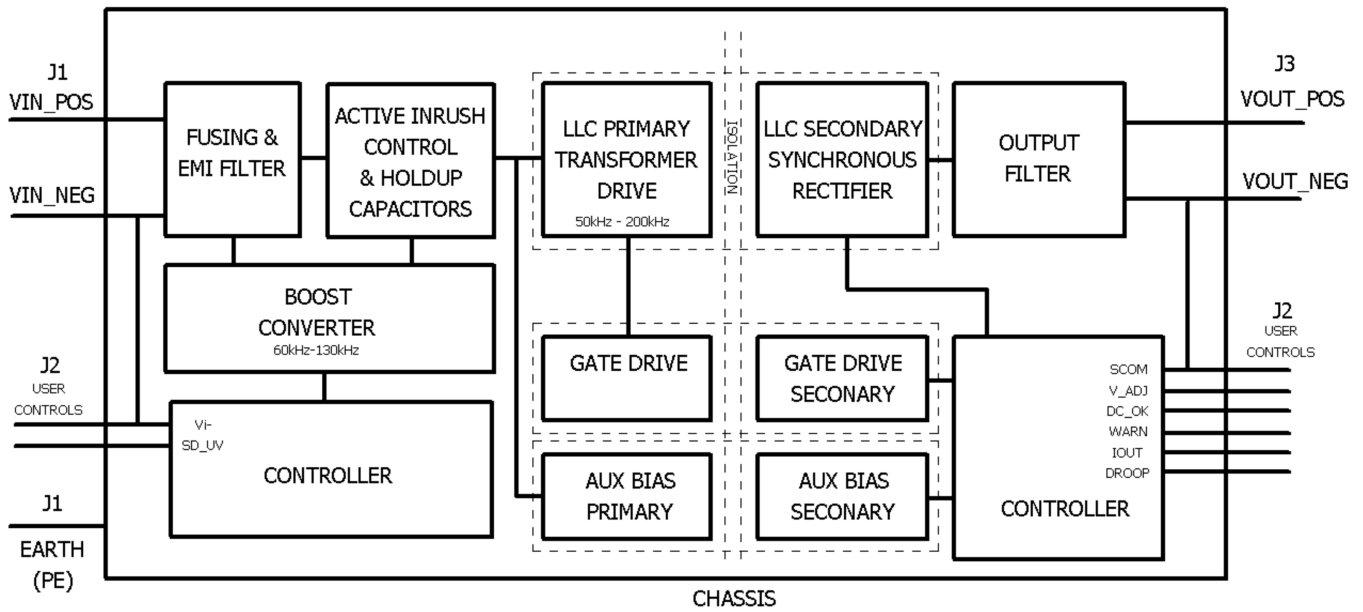 J1
VIN_POS
VIN_NEG
J2
USER
CONTROLS
J1
EARTH
(PE)
FUSING &
EMI FILTER
ACTIVE INRUSH
CONTROL
& HOLDUP
CAPACITORS
BOOST
CONVERTER
60kHz-130kHz
Vi-
SD_UV
CONTROLLER
LLC PRIMARY
TRANSFORMER
DRIVE
50kHz - 200kHz
GATE DRIVE
AUX BIAS
PRIMARY
ISOLATION
LLC SECONDARY
SYNCHRONOUS
RECTIFIER
GATE DRIVE
SECONARY
AUX BIAS
SECONARY
OUTPUT
FILTER
SCOM
V_ADJ
DC_OK
WARN
IOUT
DROOP
CONTROLLER
J3
VOUT_POS
VOUT_NEG
J2
USER
CONTROLS
CHASSIS